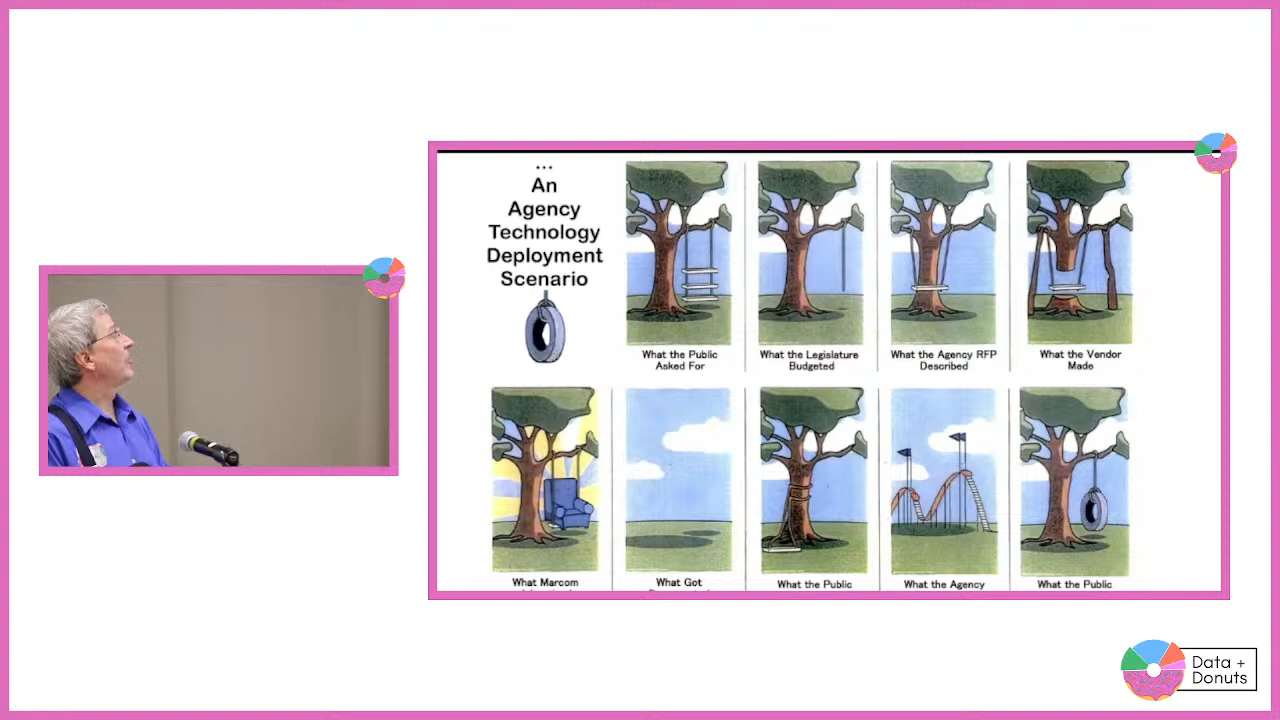 ...
An
Agency
Technology
Deployment
Scenario
What the Public
Asked For
What the Legislature
Budgeted
What the Agency RFP
Described
What the Vendor
Made
What Marcom
What Got
What the Public
What the Agency
What the Public
Data +
Donuts